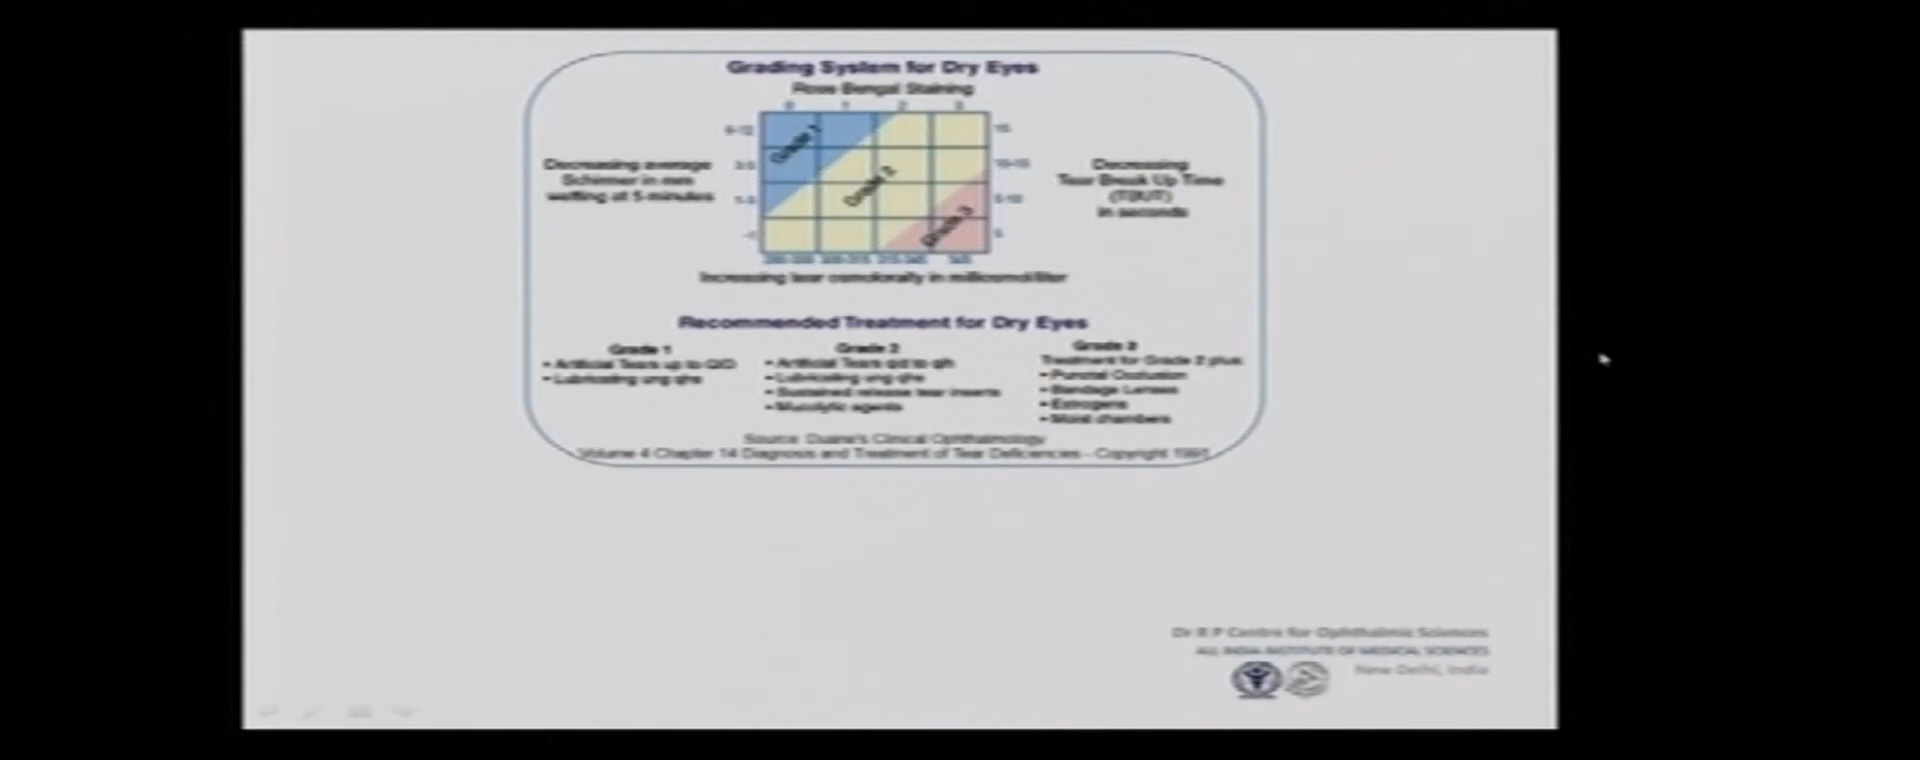 Grading System for Dry Eyes
Rose Bengal Staining
0 1 2 3
Grade 1
Grade 2
Grade 3
Decreasing average
Schirmer in mm
wetting at 5 minutes
Decreasing
Tear Break Up Time
(TBUT)
in seconds
Increasing tear osmolorally in milliosmol/liter
Recommended Treatment for Dry Eyes
Grade 1
• Artificial Tears up to QID
• Lubricating ung qhs
Grade 2
• Artificial Tears qid to qh
• Lubricating ung qhs
• Sustained release tear inserts
• Mucolytic agents
Grade 3
Treatment for Grade 2 plus:
• Punctal Occlusion
• Bandage Lenses
• Estrogens
• Moist chambers
Source: Duane's Clinical Ophthalmology
Volume 4 Chapter 14 Diagnosis and Treatment of Tear Deficiencies - Copyright
Dr R P Centre for Ophthalmic Sciences
ALL INDIA INSTITUTE OF MEDICAL SCIENCES
New Delhi, India